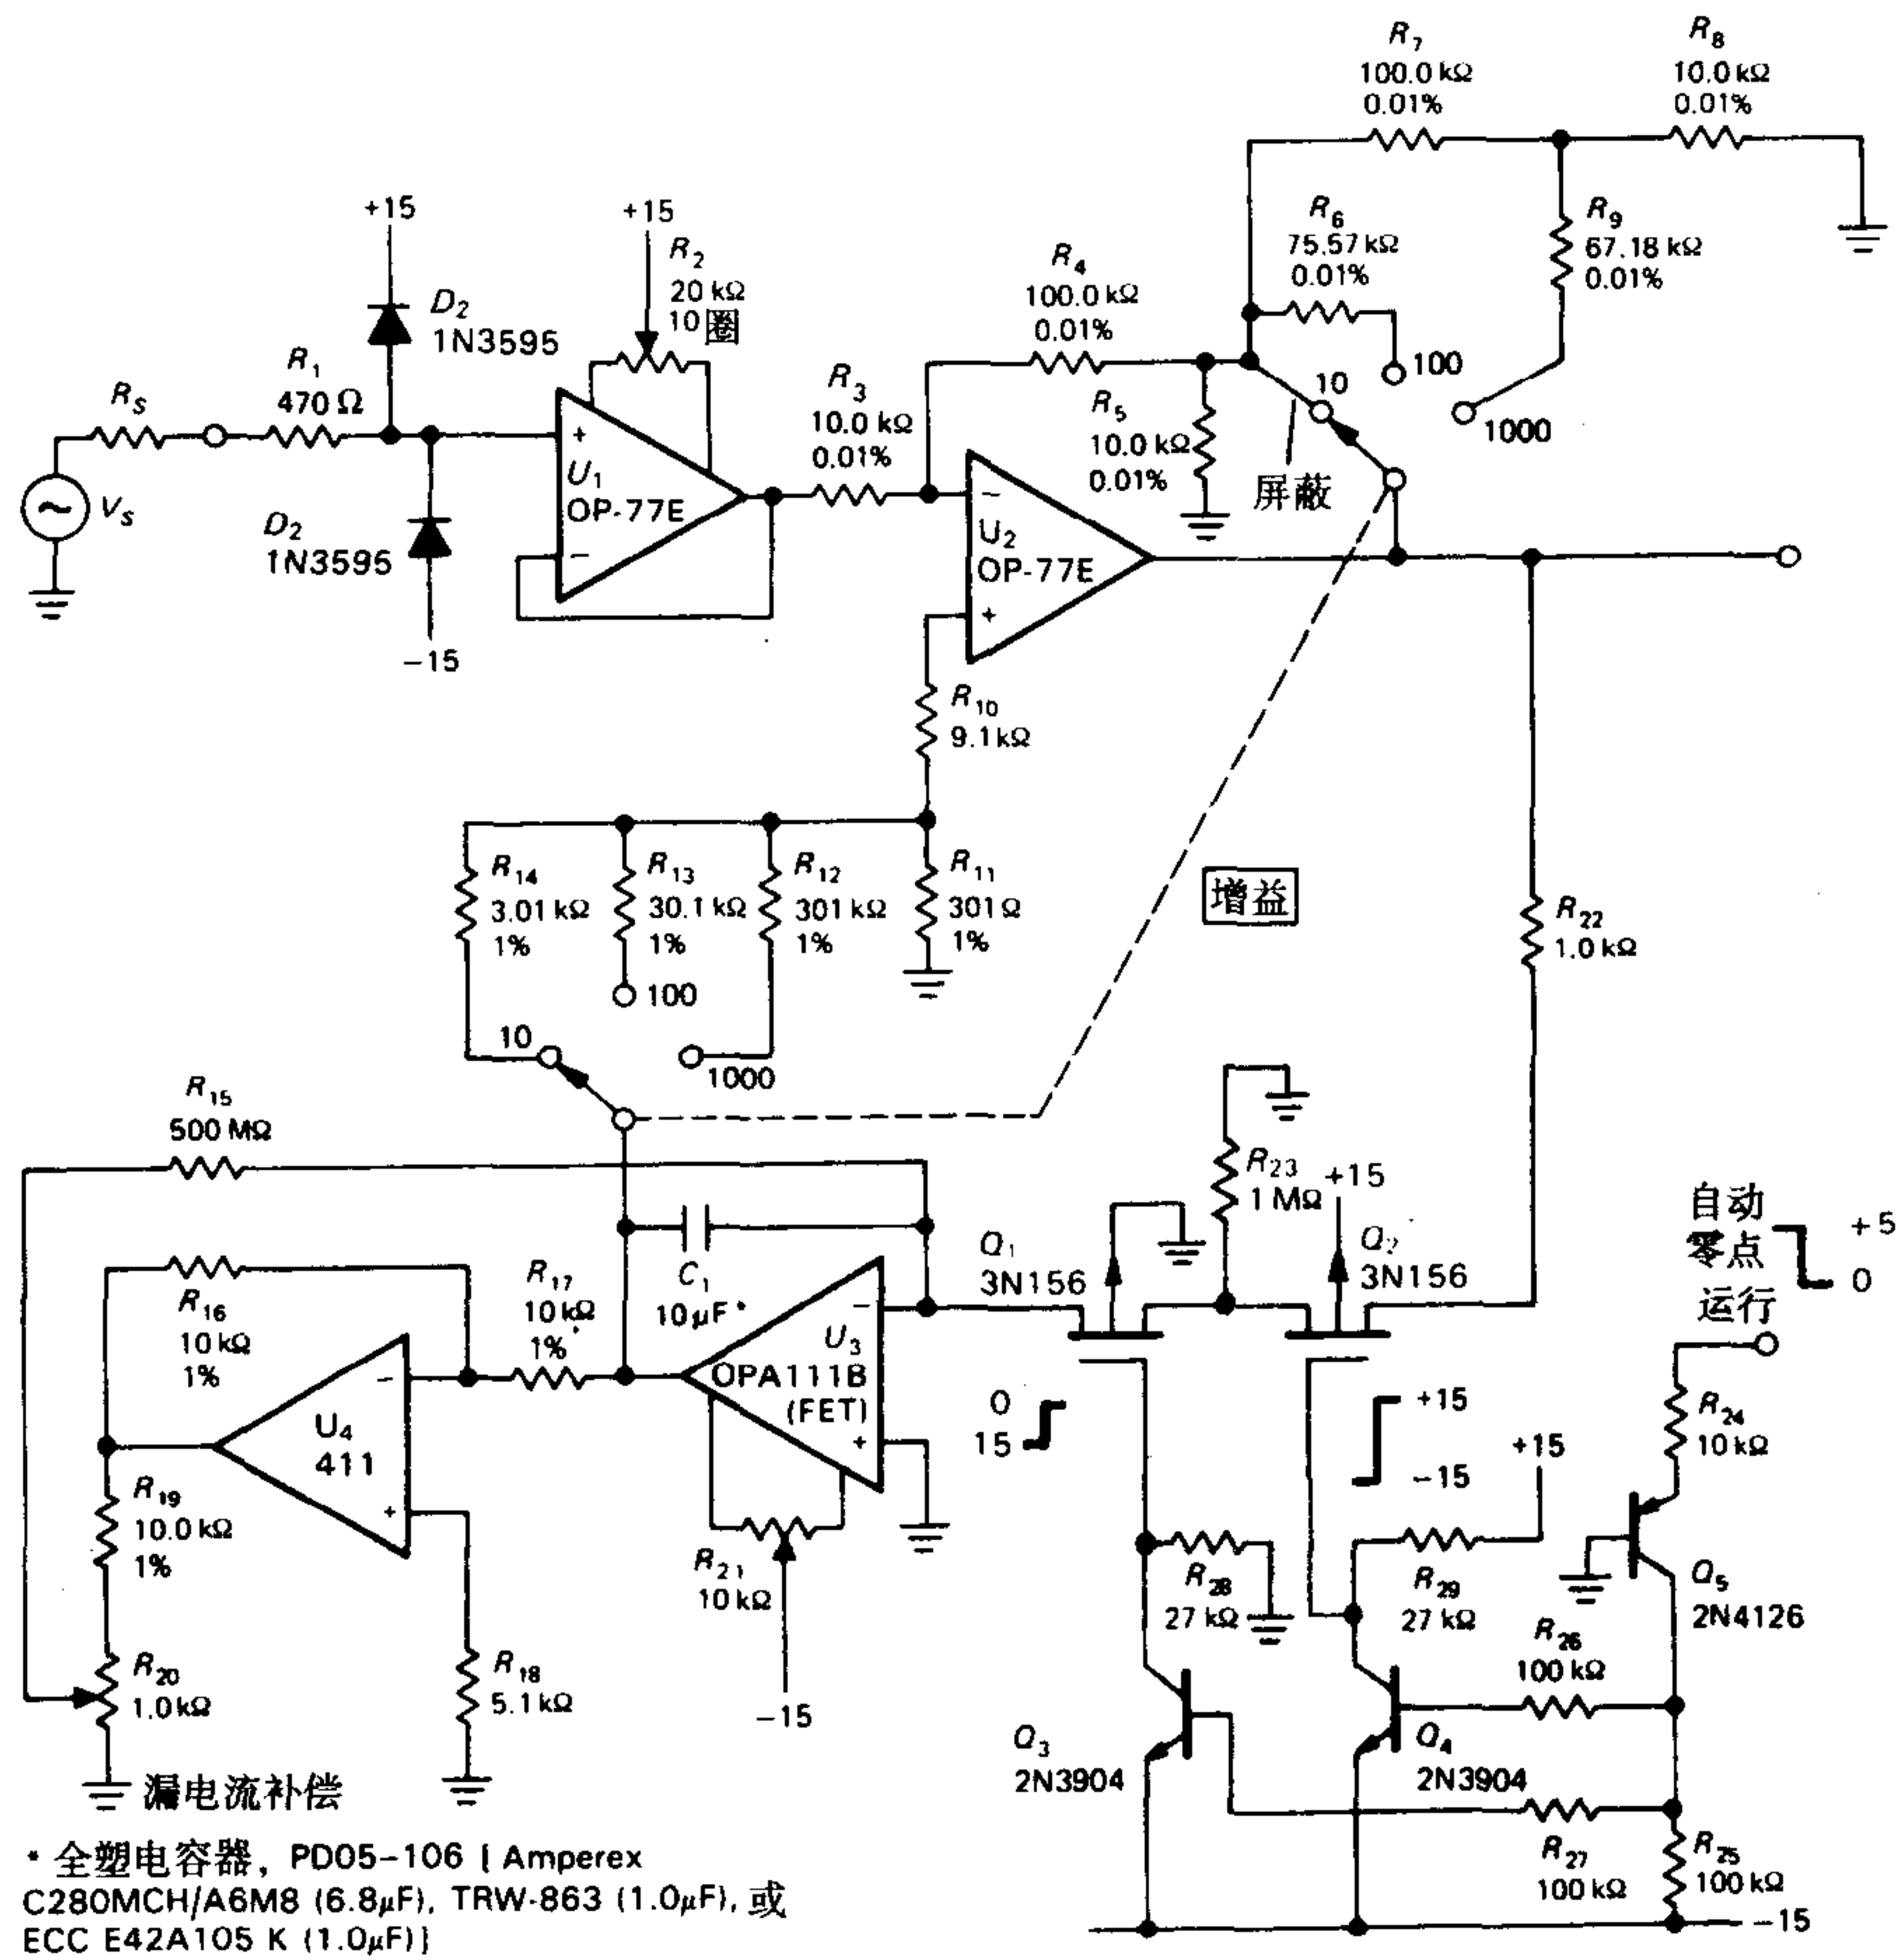 R7
100.0 kΩ
0.01%
R8
10.0 kΩ
0.01%
+15
D2
1N3595
+15
R2
20 kΩ
10圈
R6
75.57 kΩ
0.01%
R9
67.18 kΩ
0.01%
R4
100.0 kΩ
0.01%
RS
R1
470 Ω
R3
10.0 kΩ
0.01%
R5
10.0 kΩ
0.01%
10
100
1000
屏蔽
VS
+
U1
OP-77E
−
D2
1N3595
−15
−
U2
OP-77E
+
R10
9.1 kΩ
R14
3.01 kΩ
1%
R13
30.1 kΩ
1%
R12
301 kΩ
1%
R11
301 Ω
1%
增益
R22
1.0 kΩ
100
10
1000
R15
500 MΩ
R23
1 MΩ
+15
自动
零点
运行
+5
0
Q1
3N156
Q2
3N156
R16
10 kΩ
1%
R17
10 kΩ
1%
C1
10 μF*
−
U3
OPA111B
(FET)
+
0
15
+15
−15
R24
10 kΩ
−
U4
411
+
R19
10.0 kΩ
1%
R21
10 kΩ
−15
R28
27 kΩ
R29
27 kΩ
+15
Q5
2N4126
R26
100 kΩ
R20
1.0 kΩ
R18
5.1 kΩ
Q3
2N3904
Q4
2N3904
漏电流补偿
R27
100 kΩ
R25
100 kΩ
−15
* 全塑电容器, PD05-106 [ Amperex
C280MCH/A6M8 (6.8μF), TRW-863 (1.0μF), 或
ECC E42A105 K (1.0μF)]